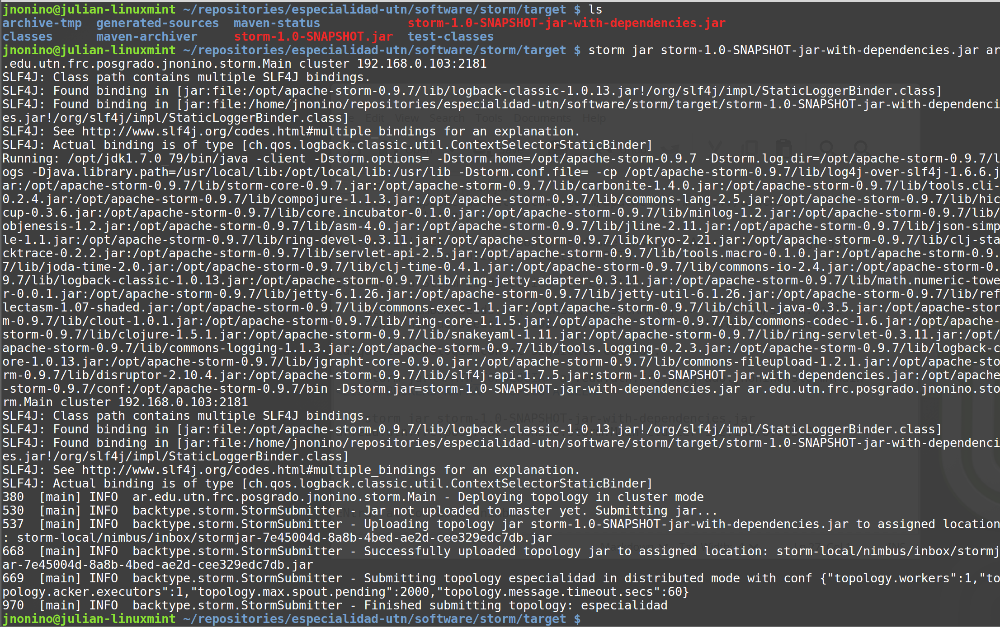 jnonino@julian-linuxmint ~/repositories/especialidad-utn/software/storm/target $ ls
archive-tmp  generated-sources  maven-status            storm-1.0-SNAPSHOT-jar-with-dependencies.jar
classes      maven-archiver     storm-1.0-SNAPSHOT.jar  test-classes
jnonino@julian-linuxmint ~/repositories/especialidad-utn/software/storm/target $ storm jar storm-1.0-SNAPSHOT-jar-with-dependencies.jar ar
.edu.utn.frc.posgrado.jnonino.storm.Main cluster 192.168.0.103:2181
SLF4J: Class path contains multiple SLF4J bindings.
SLF4J: Found binding in [jar:file:/opt/apache-storm-0.9.7/lib/logback-classic-1.0.13.jar!/org/slf4j/impl/StaticLoggerBinder.class]
SLF4J: Found binding in [jar:file:/home/jnonino/repositories/especialidad-utn/software/storm/target/storm-1.0-SNAPSHOT-jar-with-dependenci
es.jar!/org/slf4j/impl/StaticLoggerBinder.class]
SLF4J: See http://www.slf4j.org/codes.html#multiple_bindings for an explanation.
SLF4J: Actual binding is of type [ch.qos.logback.classic.util.ContextSelectorStaticBinder]
Running: /opt/jdk1.7.0_79/bin/java -client -Dstorm.options= -Dstorm.home=/opt/apache-storm-0.9.7 -Dstorm.log.dir=/opt/apache-storm-0.9.7/l
ogs -Djava.library.path=/usr/local/lib:/opt/local/lib:/usr/lib -Dstorm.conf.file= -cp /opt/apache-storm-0.9.7/lib/log4j-over-slf4j-1.6.6.j
ar:/opt/apache-storm-0.9.7/lib/storm-core-0.9.7.jar:/opt/apache-storm-0.9.7/lib/carbonite-1.4.0.jar:/opt/apache-storm-0.9.7/lib/tools.cli-
0.2.4.jar:/opt/apache-storm-0.9.7/lib/compojure-1.1.3.jar:/opt/apache-storm-0.9.7/lib/commons-lang-2.5.jar:/opt/apache-storm-0.9.7/lib/hic
cup-0.3.6.jar:/opt/apache-storm-0.9.7/lib/core.incubator-0.1.0.jar:/opt/apache-storm-0.9.7/lib/minlog-1.2.jar:/opt/apache-storm-0.9.7/lib/
objenesis-1.2.jar:/opt/apache-storm-0.9.7/lib/asm-4.0.jar:/opt/apache-storm-0.9.7/lib/jline-2.11.jar:/opt/apache-storm-0.9.7/lib/json-simp
le-1.1.jar:/opt/apache-storm-0.9.7/lib/ring-devel-0.3.11.jar:/opt/apache-storm-0.9.7/lib/kryo-2.21.jar:/opt/apache-storm-0.9.7/lib/clj-sta
cktrace-0.2.2.jar:/opt/apache-storm-0.9.7/lib/servlet-api-2.5.jar:/opt/apache-storm-0.9.7/lib/tools.macro-0.1.0.jar:/opt/apache-storm-0.9.
7/lib/joda-time-2.0.jar:/opt/apache-storm-0.9.7/lib/clj-time-0.4.1.jar:/opt/apache-storm-0.9.7/lib/commons-io-2.4.jar:/opt/apache-storm-0.
9.7/lib/logback-classic-1.0.13.jar:/opt/apache-storm-0.9.7/lib/ring-jetty-adapter-0.3.11.jar:/opt/apache-storm-0.9.7/lib/math.numeric-towe
r-0.0.1.jar:/opt/apache-storm-0.9.7/lib/jetty-6.1.26.jar:/opt/apache-storm-0.9.7/lib/jetty-util-6.1.26.jar:/opt/apache-storm-0.9.7/lib/ref
lectasm-1.07-shaded.jar:/opt/apache-storm-0.9.7/lib/commons-exec-1.1.jar:/opt/apache-storm-0.9.7/lib/chill-java-0.3.5.jar:/opt/apache-stor
m-0.9.7/lib/clout-1.0.1.jar:/opt/apache-storm-0.9.7/lib/ring-core-1.1.5.jar:/opt/apache-storm-0.9.7/lib/commons-codec-1.6.jar:/opt/apache-
storm-0.9.7/lib/clojure-1.5.1.jar:/opt/apache-storm-0.9.7/lib/snakeyaml-1.11.jar:/opt/apache-storm-0.9.7/lib/ring-servlet-0.3.11.jar:/opt/
apache-storm-0.9.7/lib/commons-logging-1.1.3.jar:/opt/apache-storm-0.9.7/lib/tools.logging-0.2.3.jar:/opt/apache-storm-0.9.7/lib/logback-c
ore-1.0.13.jar:/opt/apache-storm-0.9.7/lib/jgrapht-core-0.9.0.jar:/opt/apache-storm-0.9.7/lib/commons-fileupload-1.2.1.jar:/opt/apache-sto
rm-0.9.7/lib/disruptor-2.10.4.jar:/opt/apache-storm-0.9.7/lib/slf4j-api-1.7.5.jar:storm-1.0-SNAPSHOT-jar-with-dependencies.jar:/opt/apache
-storm-0.9.7/conf:/opt/apache-storm-0.9.7/bin -Dstorm.jar=storm-1.0-SNAPSHOT-jar-with-dependencies.jar ar.edu.utn.frc.posgrado.jnonino.sto
rm.Main cluster 192.168.0.103:2181
SLF4J: Class path contains multiple SLF4J bindings.
SLF4J: Found binding in [jar:file:/opt/apache-storm-0.9.7/lib/logback-classic-1.0.13.jar!/org/slf4j/impl/StaticLoggerBinder.class]
SLF4J: Found binding in [jar:file:/home/jnonino/repositories/especialidad-utn/software/storm/target/storm-1.0-SNAPSHOT-jar-with-dependenci
es.jar!/org/slf4j/impl/StaticLoggerBinder.class]
SLF4J: See http://www.slf4j.org/codes.html#multiple_bindings for an explanation.
SLF4J: Actual binding is of type [ch.qos.logback.classic.util.ContextSelectorStaticBinder]
380  [main] INFO  ar.edu.utn.frc.posgrado.jnonino.storm.Main - Deploying topology in cluster mode
530  [main] INFO  backtype.storm.StormSubmitter - Jar not uploaded to master yet. Submitting jar...
537  [main] INFO  backtype.storm.StormSubmitter - Uploading topology jar storm-1.0-SNAPSHOT-jar-with-dependencies.jar to assigned location
: storm-local/nimbus/inbox/stormjar-7e45004d-8a8b-4bed-ae2d-cee329edc7db.jar
668  [main] INFO  backtype.storm.StormSubmitter - Successfully uploaded topology jar to assigned location: storm-local/nimbus/inbox/stormj
ar-7e45004d-8a8b-4bed-ae2d-cee329edc7db.jar
669  [main] INFO  backtype.storm.StormSubmitter - Submitting topology especialidad in distributed mode with conf {"topology.workers":1,"to
pology.acker.executors":1,"topology.max.spout.pending":2000,"topology.message.timeout.secs":60}
970  [main] INFO  backtype.storm.StormSubmitter - Finished submitting topology: especialidad
jnonino@julian-linuxmint ~/repositories/especialidad-utn/software/storm/target $